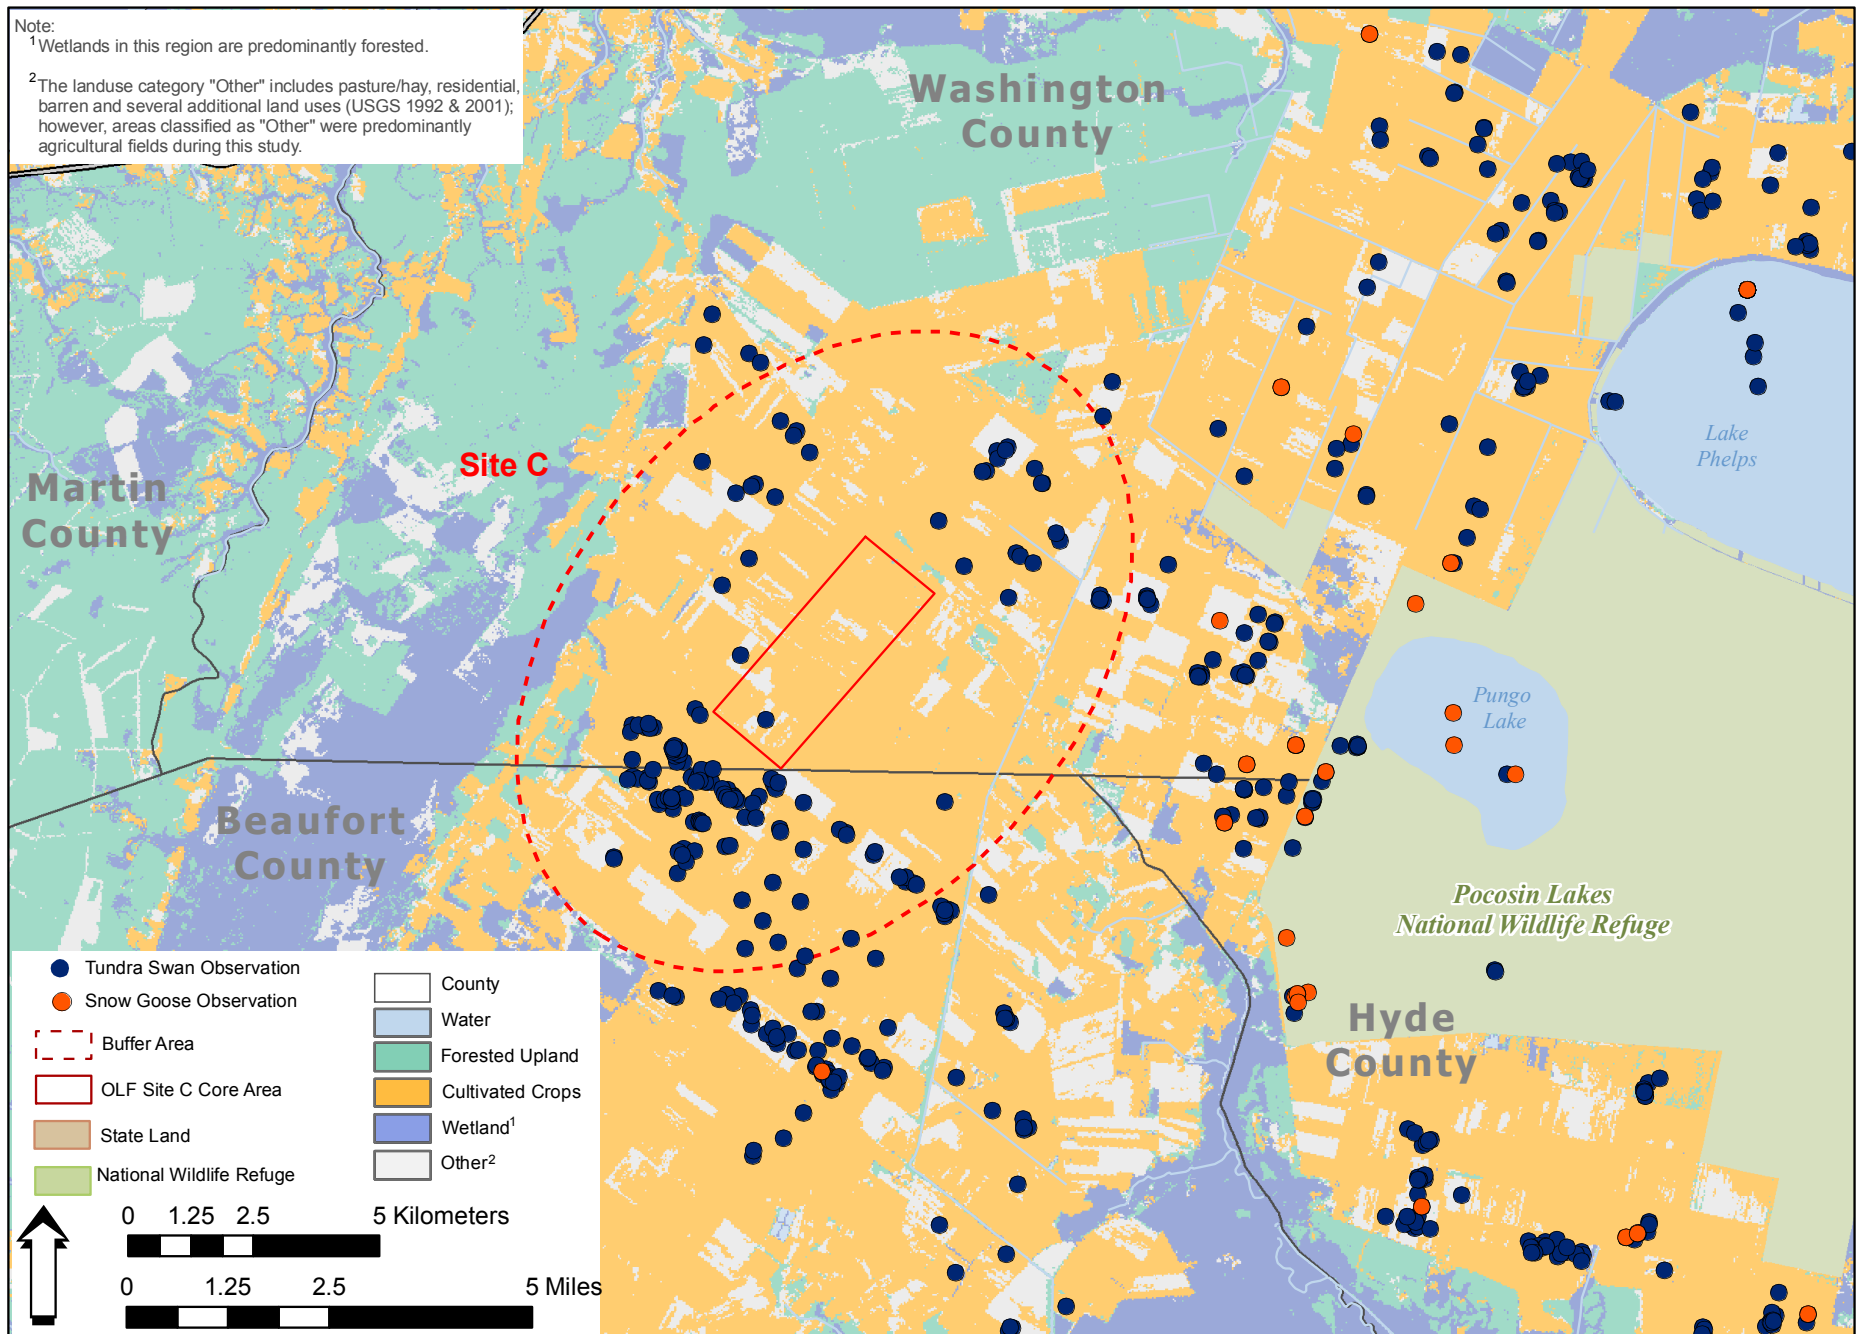 Note:
1 Wetlands in this region are predominantly forested.
2 The landuse category "Other" includes pasture/hay, residential,
barren and several additional land uses (USGS 1992 & 2001);
however, areas classified as "Other" were predominantly
agricultural fields during this study.
Washington
County
Site C
Martin
County
Lake
Phelps
Pungo
Lake
Beaufort
County
Pocosin Lakes
National Wildlife Refuge
Hyde
County
Tundra Swan Observation
Snow Goose Observation
Buffer Area
OLF Site C Core Area
State Land
National Wildlife Refuge
County
Water
Forested Upland
Cultivated Crops
Wetland1
Other2
0 1.25 2.5 5 Kilometers
0 1.25 2.5 5 Miles